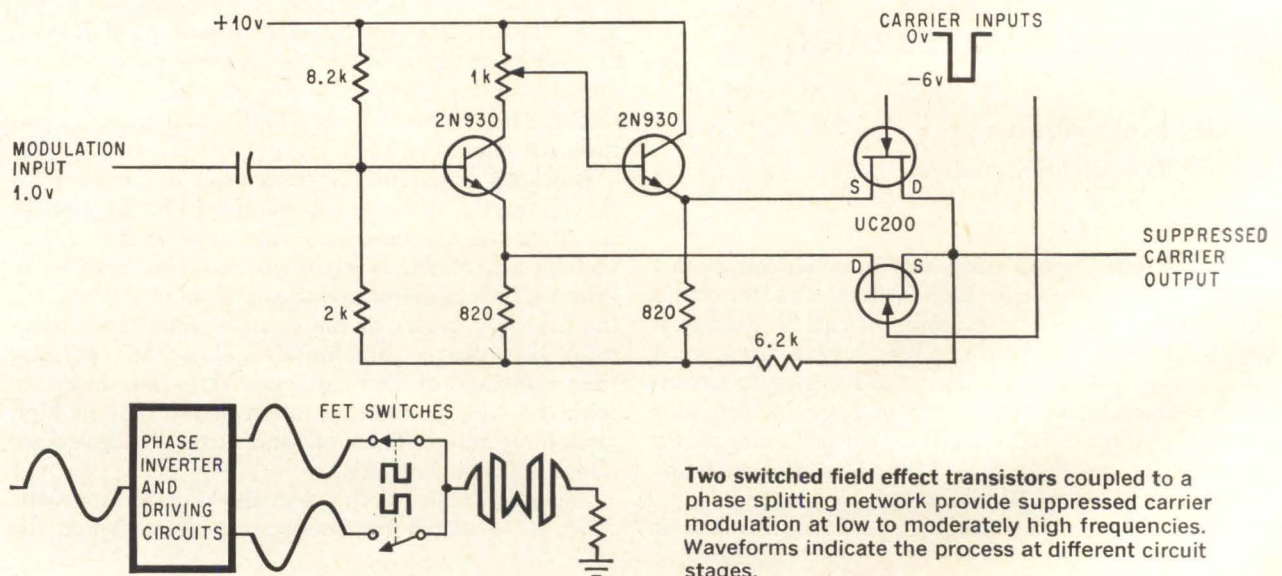 +10v
CARRIER INPUTS
0v
-6v
8.2k
1k
2N930
2N930
MODULATION
INPUT
1.0v
S
D
UC200
D
S
SUPPRESSED
CARRIER
OUTPUT
2k
820
820
6.2k
FET SWITCHES
PHASE
INVERTER
AND
DRIVING
CIRCUITS
Two switched field effect transistors coupled to a
phase splitting network provide suppressed carrier
modulation at low to moderately high frequencies.
Waveforms indicate the process at different circuit
stages.